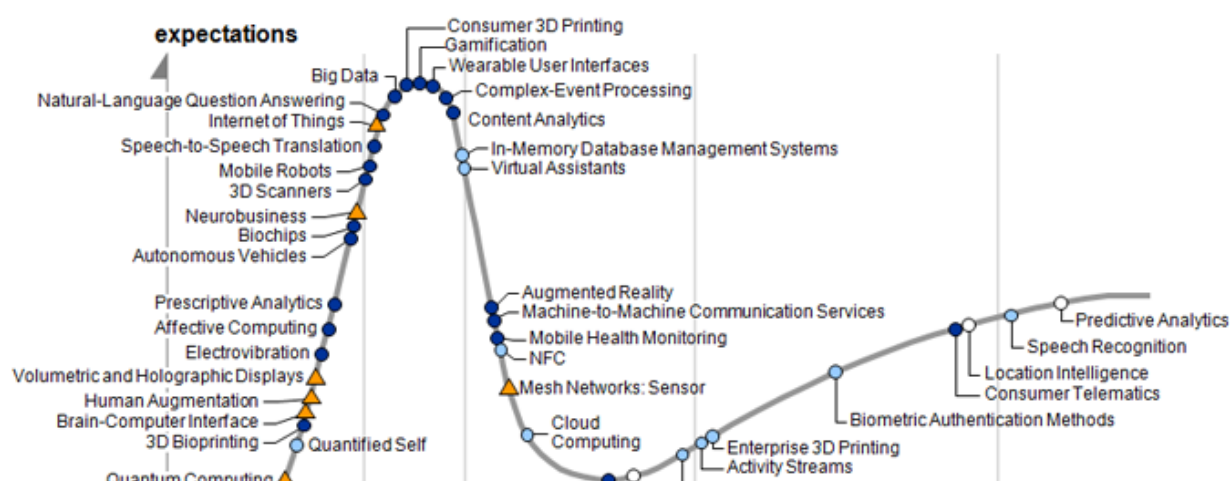 expectations
Consumer 3D Printing
Gamification
Wearable User Interfaces
Big Data
Complex-Event Processing
Natural-Language Question Answering
Internet of Things
Content Analytics
Speech-to-Speech Translation
In-Memory Database Management Systems
Mobile Robots
Virtual Assistants
3D Scanners
Neurobusiness
Biochips
Autonomous Vehicles
Prescriptive Analytics
Augmented Reality
Machine-to-Machine Communication Services
Affective Computing
Mobile Health Monitoring
Electrovibration
NFC
Volumetric and Holographic Displays
Mesh Networks: Sensor
Human Augmentation
Brain-Computer Interface
3D Bioprinting
Quantified Self
Cloud
Computing
Quantum Computing
Enterprise 3D Printing
Activity Streams
Biometric Authentication Methods
Consumer Telematics
Location Intelligence
Speech Recognition
Predictive Analytics